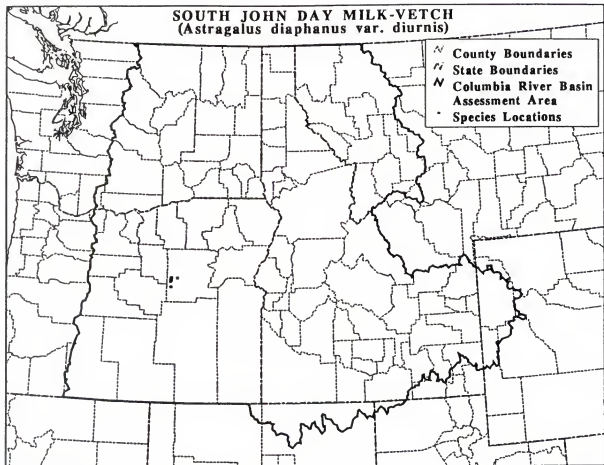 SOUTH JOHN DAY MILK-VETCH
(Astragalus diaphanus var. diurnis)
County Boundaries
State Boundaries
Columbia River Basin
Assessment Area
Species Locations